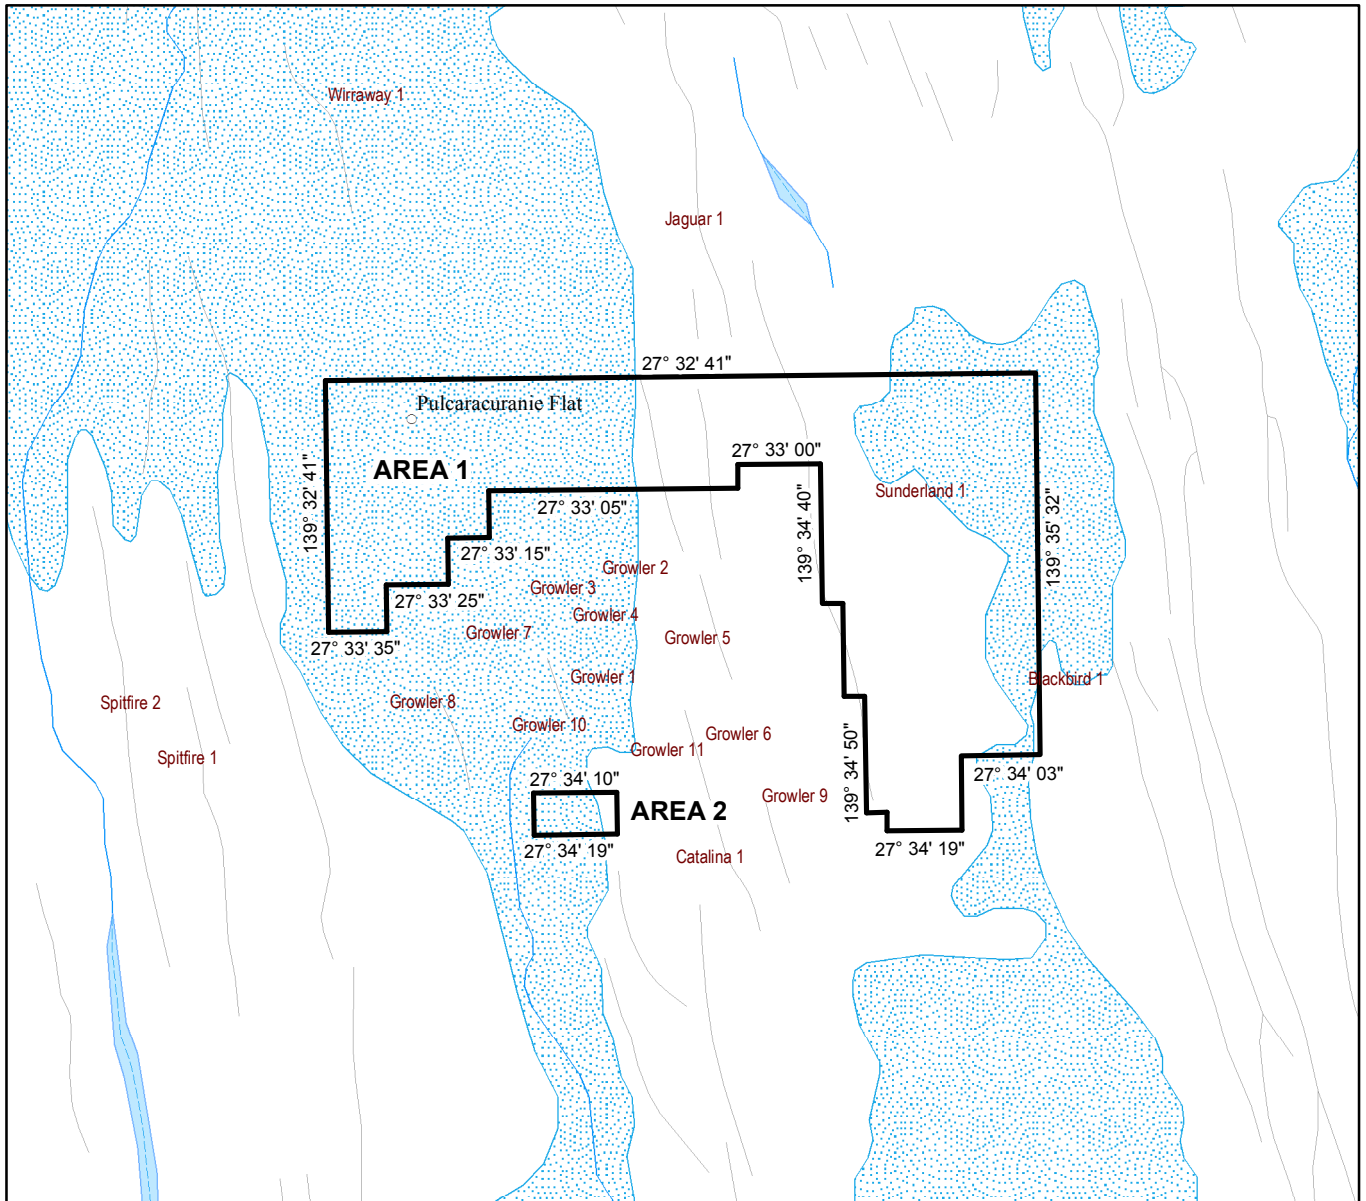 Wirraway 1
Jaguar 1
27° 32' 41"
Pulcaracuranie Flat
AREA 1
139° 32' 41"
27° 33' 00"
27° 33' 05"
Sunderland 1
139° 34' 40"
139° 35' 32"
27° 33' 15"
Growler 2
Growler 3
27° 33' 25"
Growler 4
Growler 7
Growler 5
27° 33' 35"
Growler 1
Blackbird 1
Spitfire 2
Growler 8
Growler 10
Growler 6
Growler 11
Spitfire 1
139° 34' 50"
27° 34' 03"
27° 34' 10"
Growler 9
AREA 2
27° 34' 19"
27° 34' 19"
Catalina 1